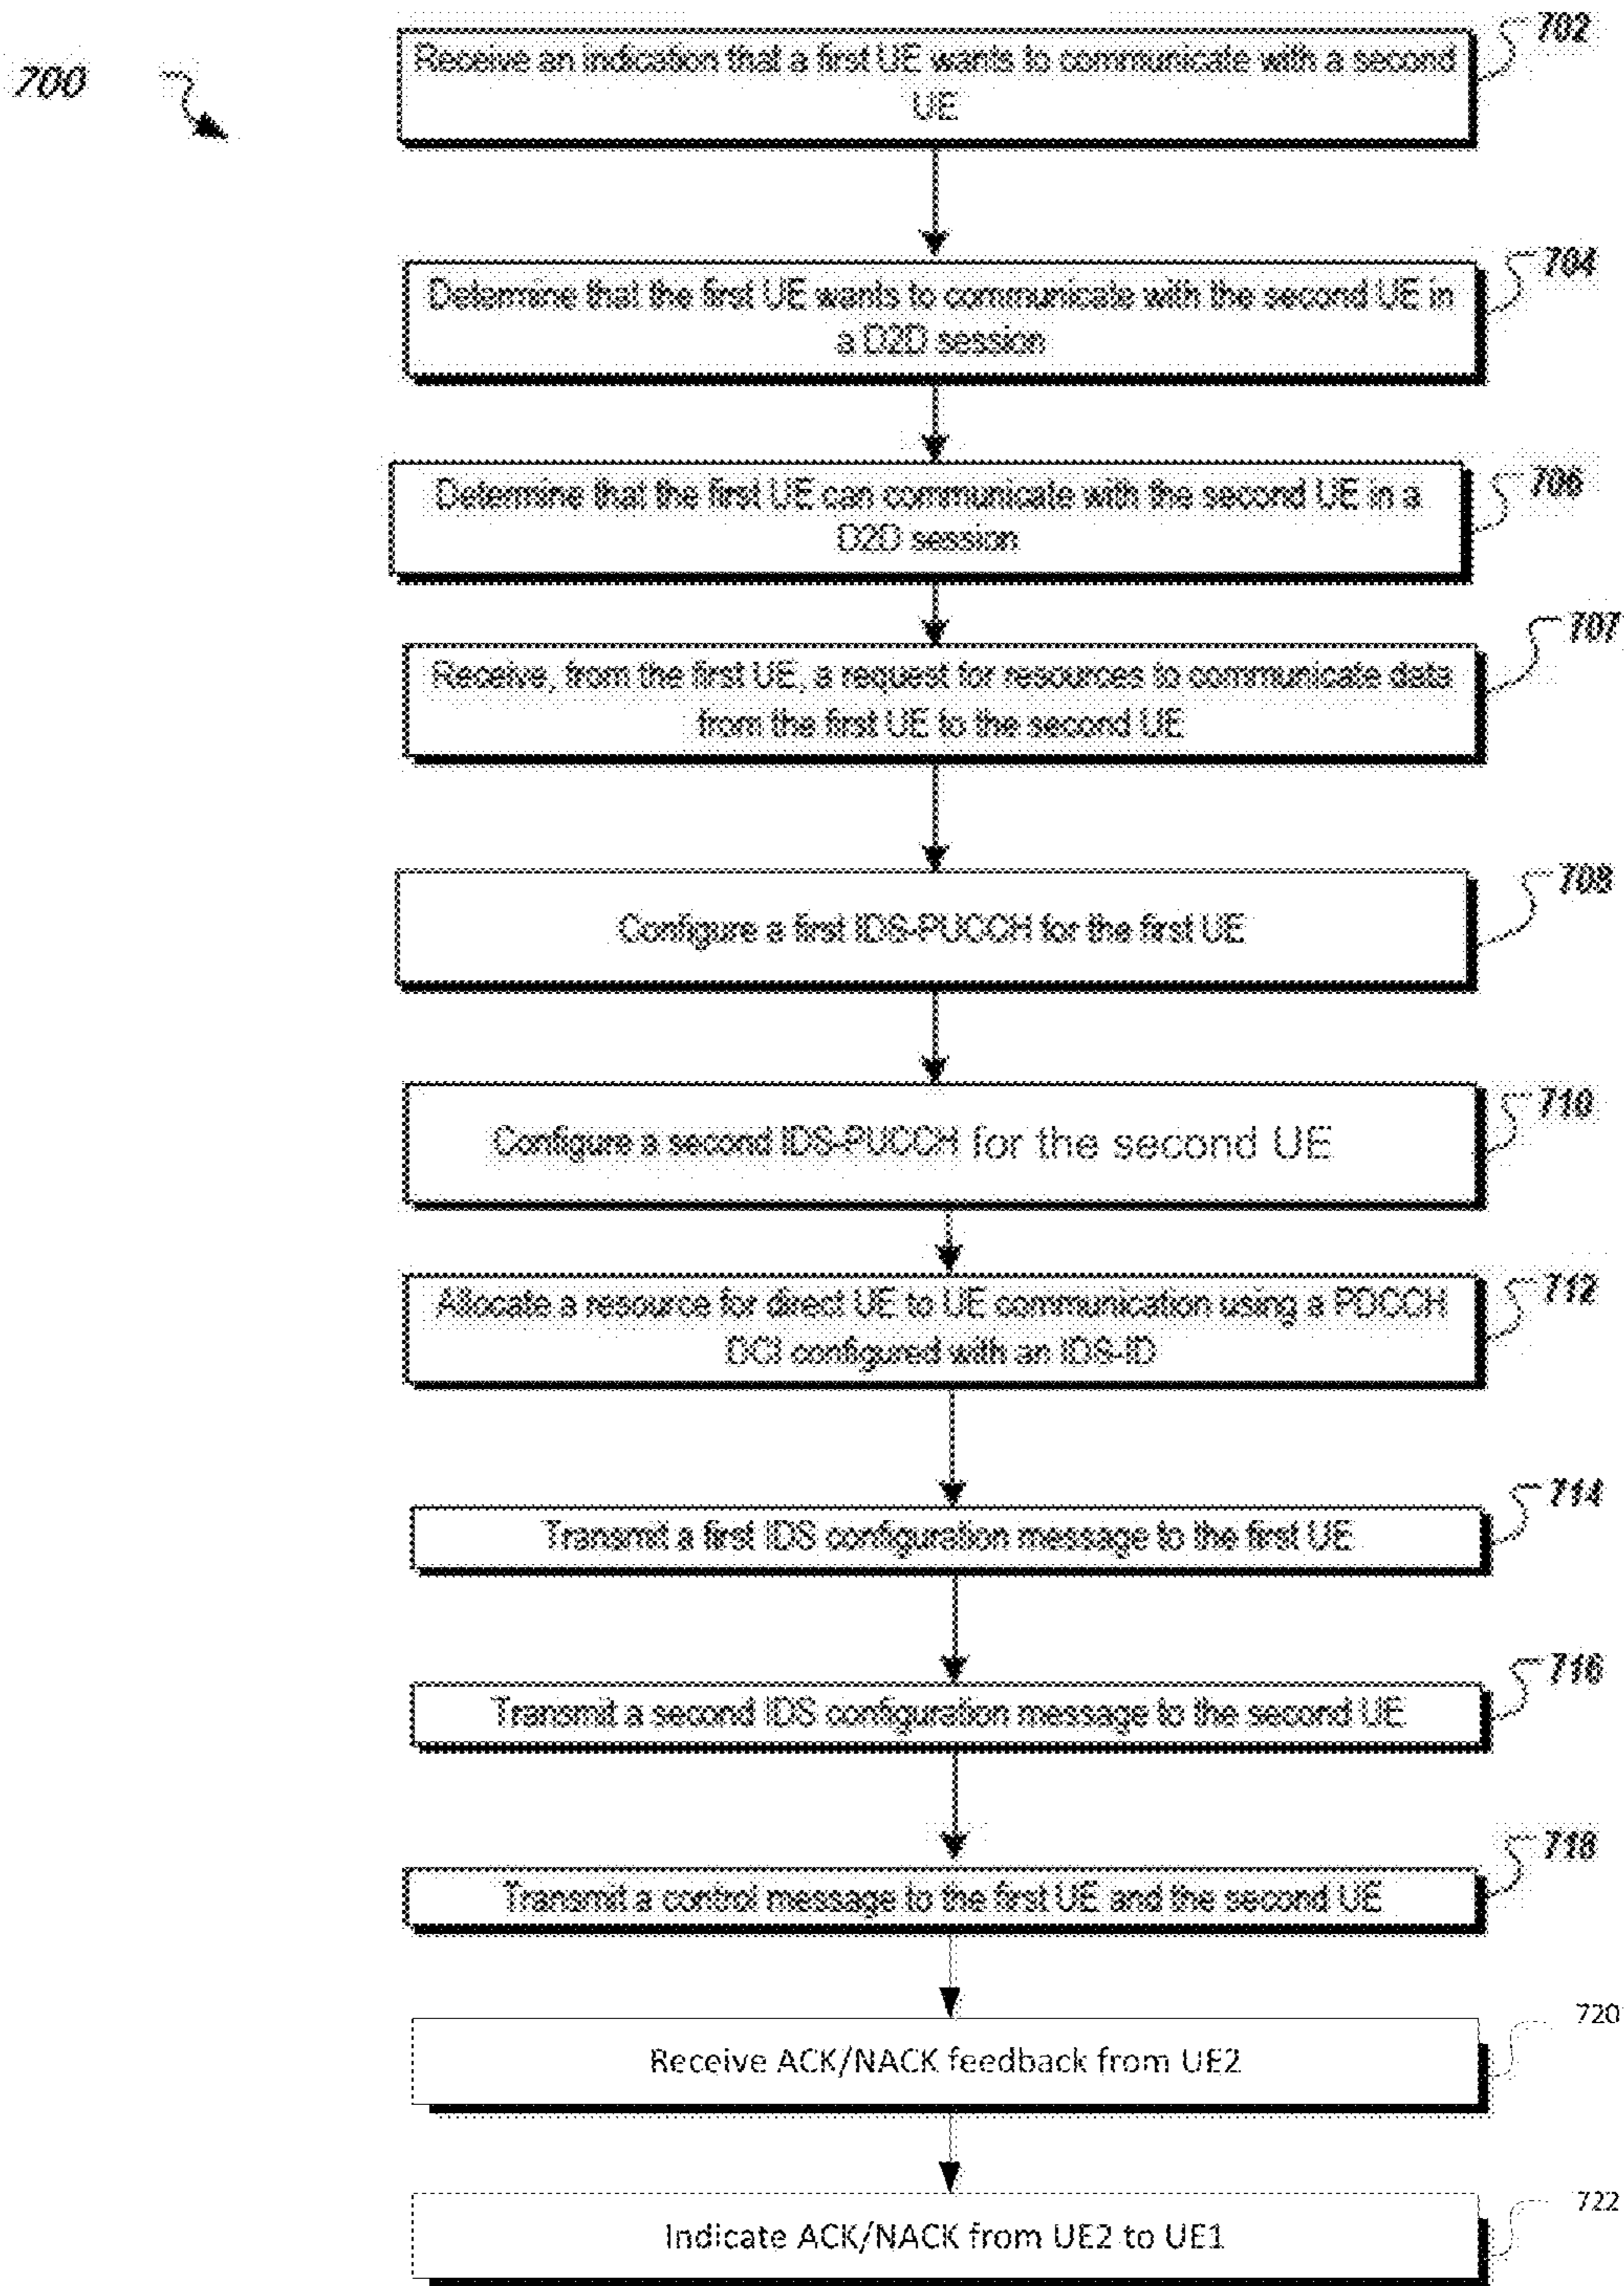 700
702
Receive an indication that a first UE wants to communicate with a second
UE
704
Determine that the first UE wants to communicate with the second UE in
a D2D session
706
Determine that the first UE can communicate with the second UE in a
D2D session
707
Receive, from the first UE, a request for resources to communicate data
from the first UE to the second UE
708
Configure a first IDS-PUCCH for the first UE
710
Configure a second IDS-PUCCH for the second UE
712
Allocate a resource for direct UE to UE communication using a PDCCH
DCI configured with an IDS-ID
714
Transmit a first IDS configuration message to the first UE
716
Transmit a second IDS configuration message to the second UE
718
Transmit a control message to the first UE and the second UE
720
Receive ACK/NACK feedback from UE2
722
Indicate ACK/NACK from UE2 to UE1